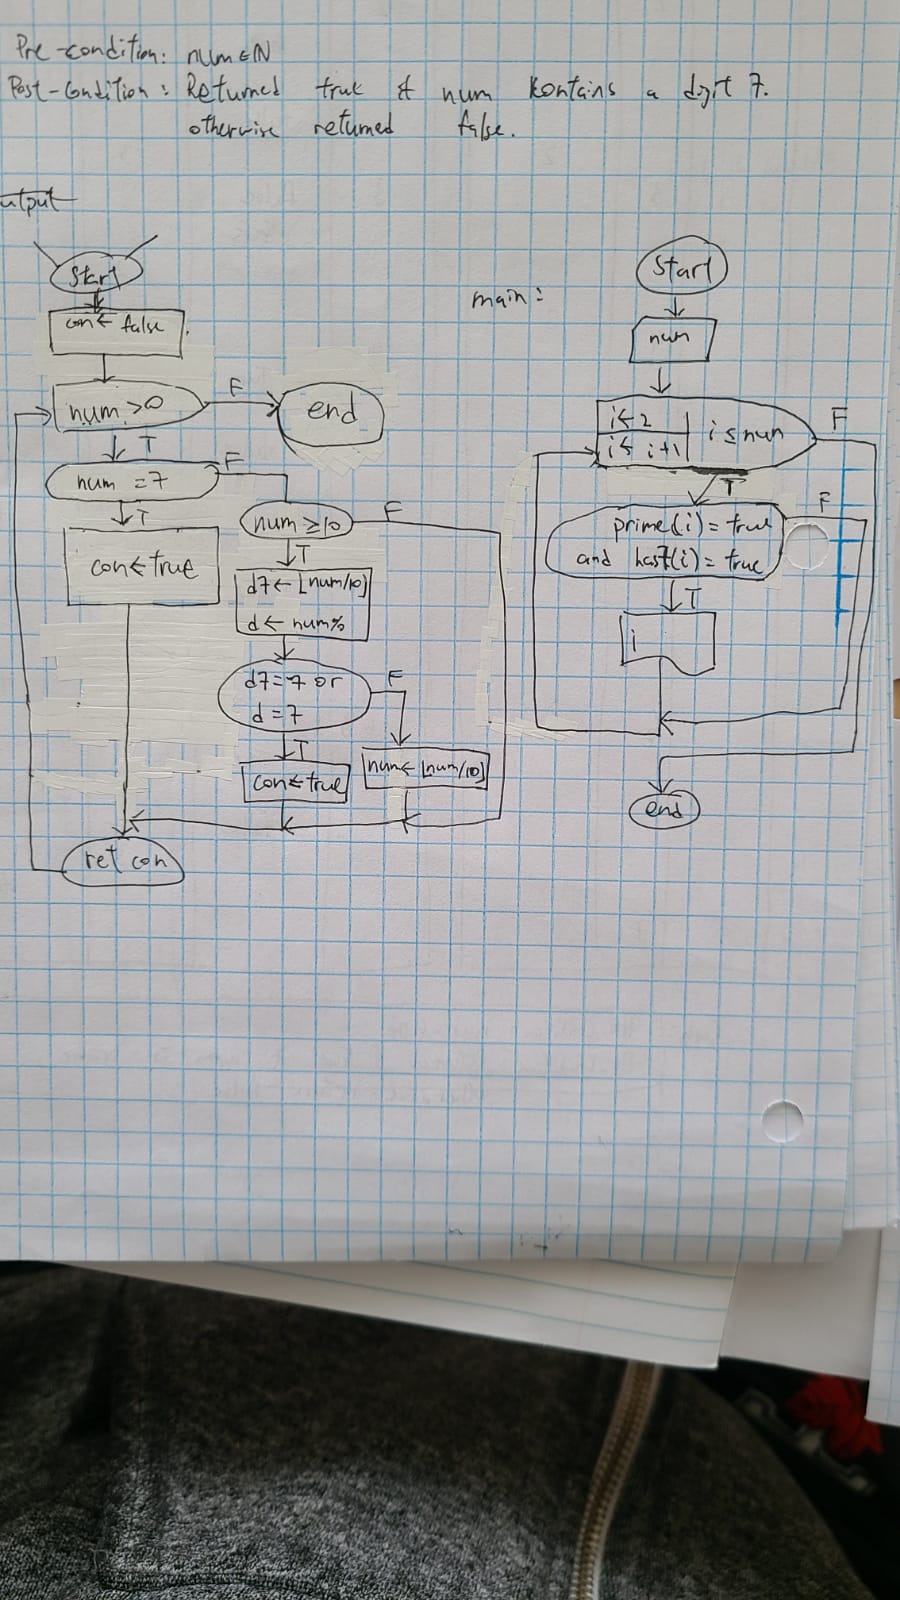 Pre-condition: num ∈ N
Post-Condition: Returned true if num kontains a digit 7.
otherwise returned false.
utput
start
con ← false
num > 0
F
end
T
num = 7
F
T
con ← true
num ≥ 10
F
T
d7 ← ⌊num/10⌋
d ← num%
d7 = 7 or
d = 7
F
T
con ← true
num ← ⌊num/10⌋
ret con
main:
start
num
i ← 2
i ← i+1
i ≤ num
F
T
prime(i) = true
and has7(i) = true
F
T
i
end